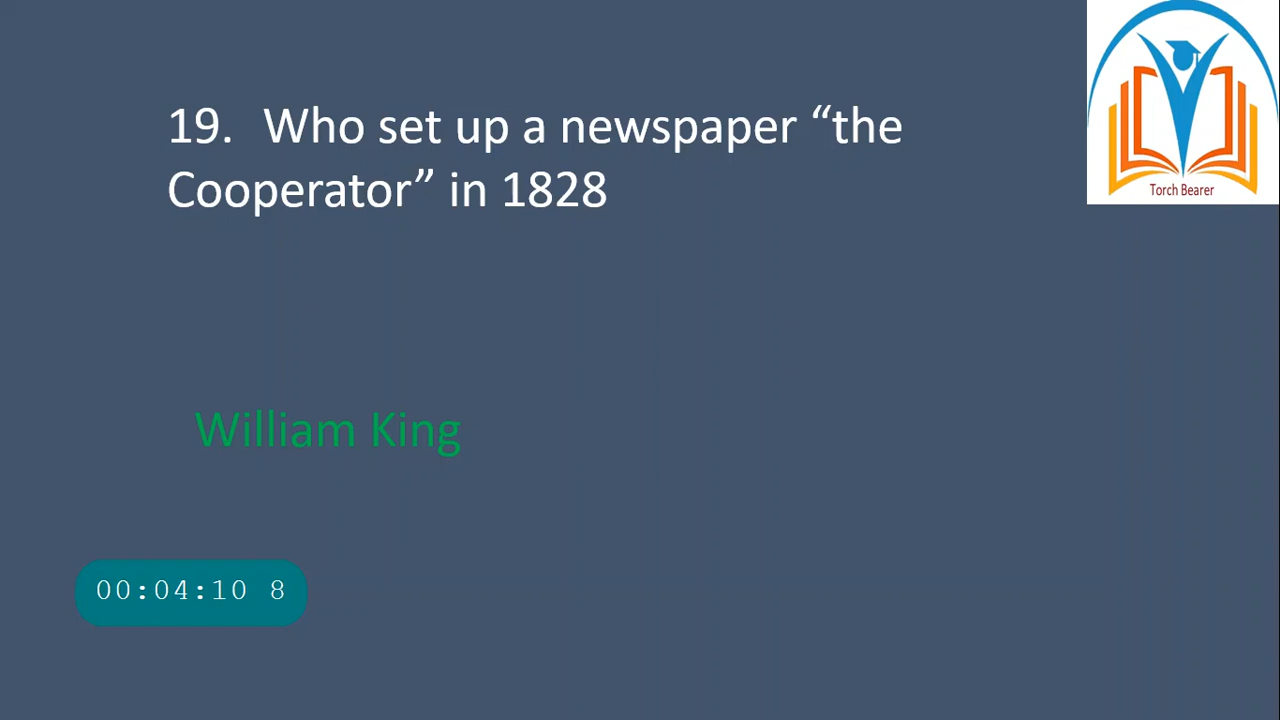 19. Who set up a newspaper “the
Cooperator” in 1828
Torch Bearer
William King
00:04:10 8